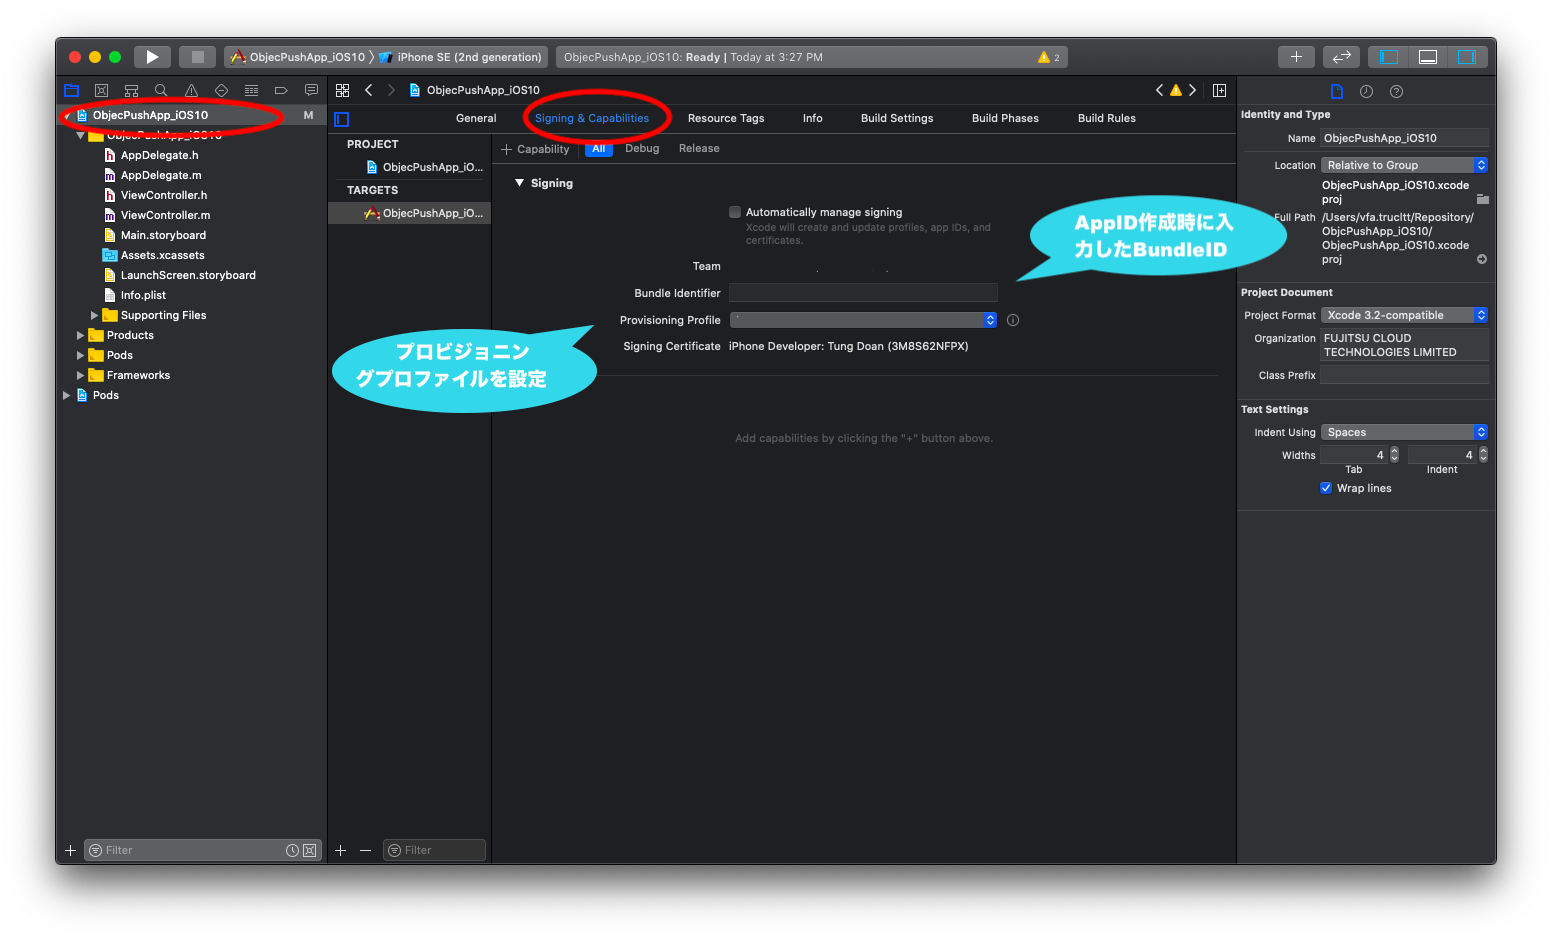 ObjecPushApp_iOS10 〉 iPhone SE (2nd generation)
ObjecPushApp_iOS10: Ready | Today at 3:27 PM
2
ObjecPushApp_iOS10
ObjecPushApp_iOS10
M
ObjecPushApp_iOS10
AppDelegate.h
AppDelegate.m
ViewController.h
ViewController.m
Main.storyboard
Assets.xcassets
LaunchScreen.storyboard
Info.plist
Supporting Files
Products
Pods
Frameworks
Pods
Filter
General
Signing & Capabilities
Resource Tags
Info
Build Settings
Build Phases
Build Rules
PROJECT
ObjecPushApp_iO...
TARGETS
ObjecPushApp_iO...
Filter
+ Capability
All
Debug
Release
Signing
Automatically manage signing
Xcode will create and update profiles, app IDs, and
certificates.
Team
Bundle Identifier
Provisioning Profile
Signing Certificate
iPhone Developer: Tung Doan (3M8S62NFPX)
Add capabilities by clicking the "+" button above.
AppID作成時に入
力したBundleID
プロビジョニン
グプロファイルを設定
Identity and Type
Name
ObjecPushApp_iOS10
Location
Relative to Group
ObjecPushApp_iOS10.xcode
proj
Full Path
/Users/vfa.trucltt/Repository/
ObjcPushApp_iOS10/
ObjecPushApp_iOS10.xcode
proj
Project Document
Project Format
Xcode 3.2-compatible
Organization
FUJITSU CLOUD
TECHNOLOGIES LIMITED
Class Prefix
Text Settings
Indent Using
Spaces
Widths
4
4
Tab
Indent
Wrap lines